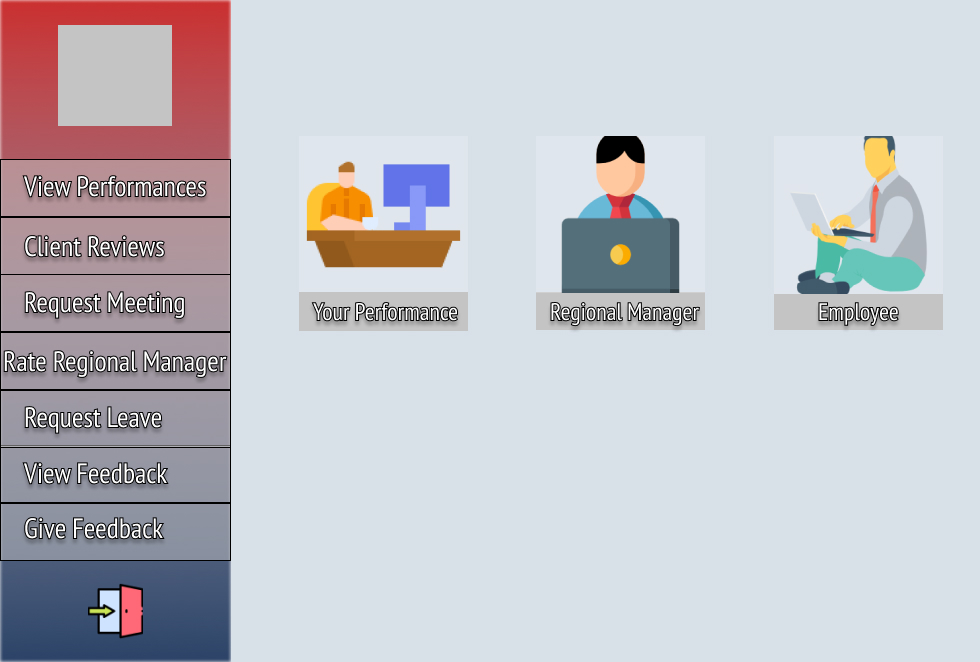 View Performances
Client Reviews
Request Meeting
Rate Regional Manager
Request Leave
View Feedback
Give Feedback
Your Performance
Regional Manager
Employee